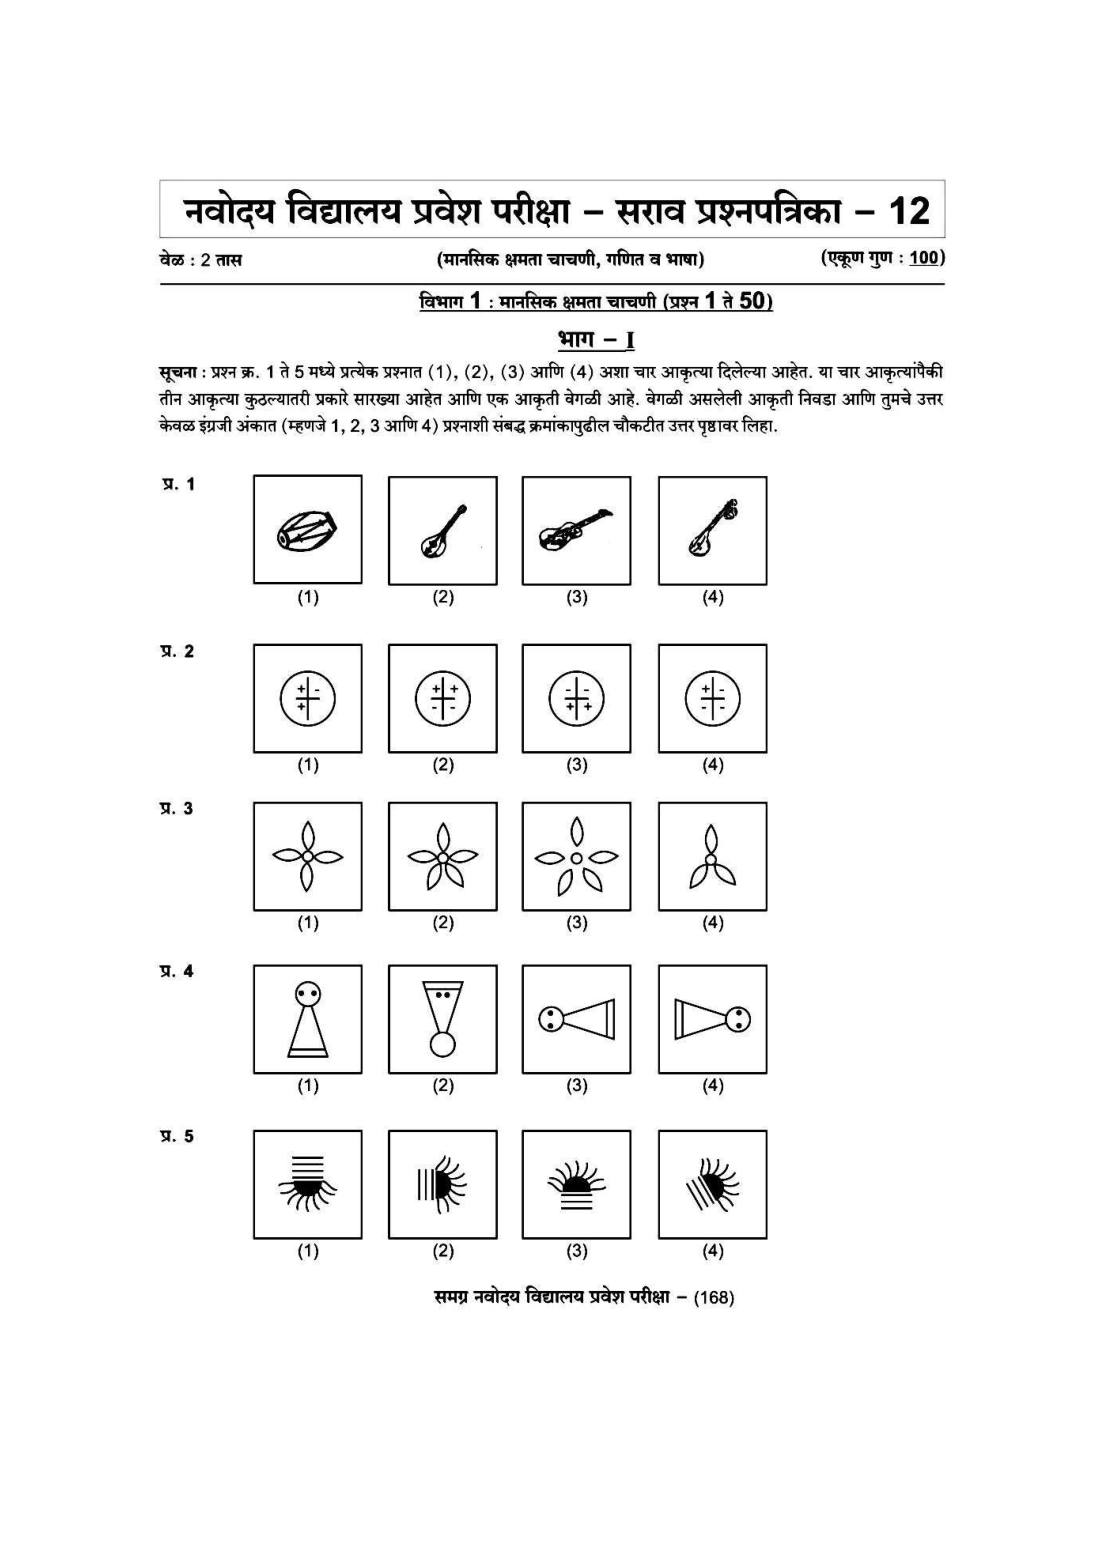 नवोदय विद्यालय प्रवेश परीक्षा – सराव प्रश्नपत्रिका – 12
वेळ : 2 तास (मानसिक क्षमता चाचणी, गणित व भाषा) (एकूण गुण : 100)
विभाग 1 : मानसिक क्षमता चाचणी (प्रश्न 1 ते 50)
भाग – I
सूचना : प्रश्न क्र. 1 ते 5 मध्ये प्रत्येक प्रश्नात (1), (2), (3) आणि (4) अशा चार आकृत्या दिलेल्या आहेत. या चार आकृत्यांपैकी
तीन आकृत्या कुठल्यातरी प्रकारे सारख्या आहेत आणि एक आकृती वेगळी आहे. वेगळी असलेली आकृती निवडा आणि तुमचे उत्तर
केवळ इंग्रजी अंकात (म्हणजे 1, 2, 3 आणि 4) प्रश्नाशी संबद्ध क्रमांकापुढील चौकटीत उत्तर पृष्ठावर लिहा.
प्र. 1
(1) (2) (3) (4)
प्र. 2
+ - + + + - - - - + + + - - -
(1) (2) (3) (4)
प्र. 3
(1) (2) (3) (4)
प्र. 4
(1) (2) (3) (4)
प्र. 5
(1) (2) (3) (4)
समग्र नवोदय विद्यालय प्रवेश परीक्षा – (168)